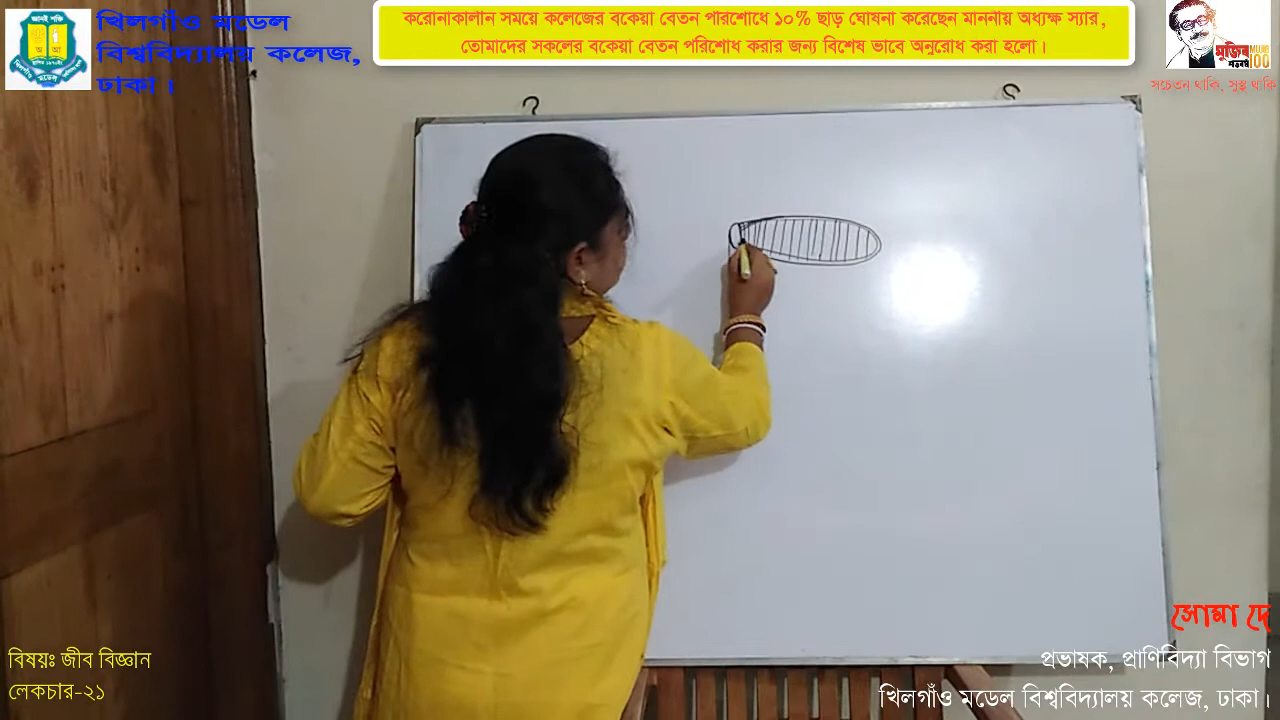 খিলগাঁও মডেল
বিশ্ববিদ্যালয় কলেজ,
ঢাকা।
করোনাকালীন সময়ে কলেজের বকেয়া বেতন পরিশোধে ১০% ছাড় ঘোষনা করেছেন মাননীয় অধ্যক্ষ স্যার,
তোমাদের সকলের বকেয়া বেতন পরিশোধ করার জন্য বিশেষ ভাবে অনুরোধ করা হলো।
মুজিব MUJIB
শতবর্ষ 100
সচেতন থাকি, সুস্থ থাকি
সোমা দে
বিষয়ঃ জীব বিজ্ঞান
প্রভাষক, প্রাণিবিদ্যা বিভাগ
লেকচার-২১
খিলগাঁও মডেল বিশ্ববিদ্যালয় কলেজ, ঢাকা।